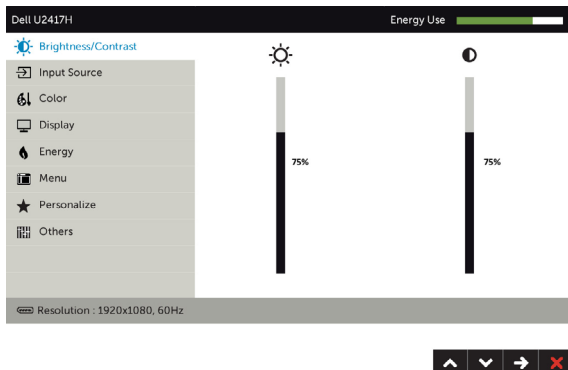 Dell U2417H
Energy Use
Brightness/Contrast
Input Source
Color
Display
Energy
Menu
Personalize
Others
75%
75%
Resolution : 1920x1080, 60Hz